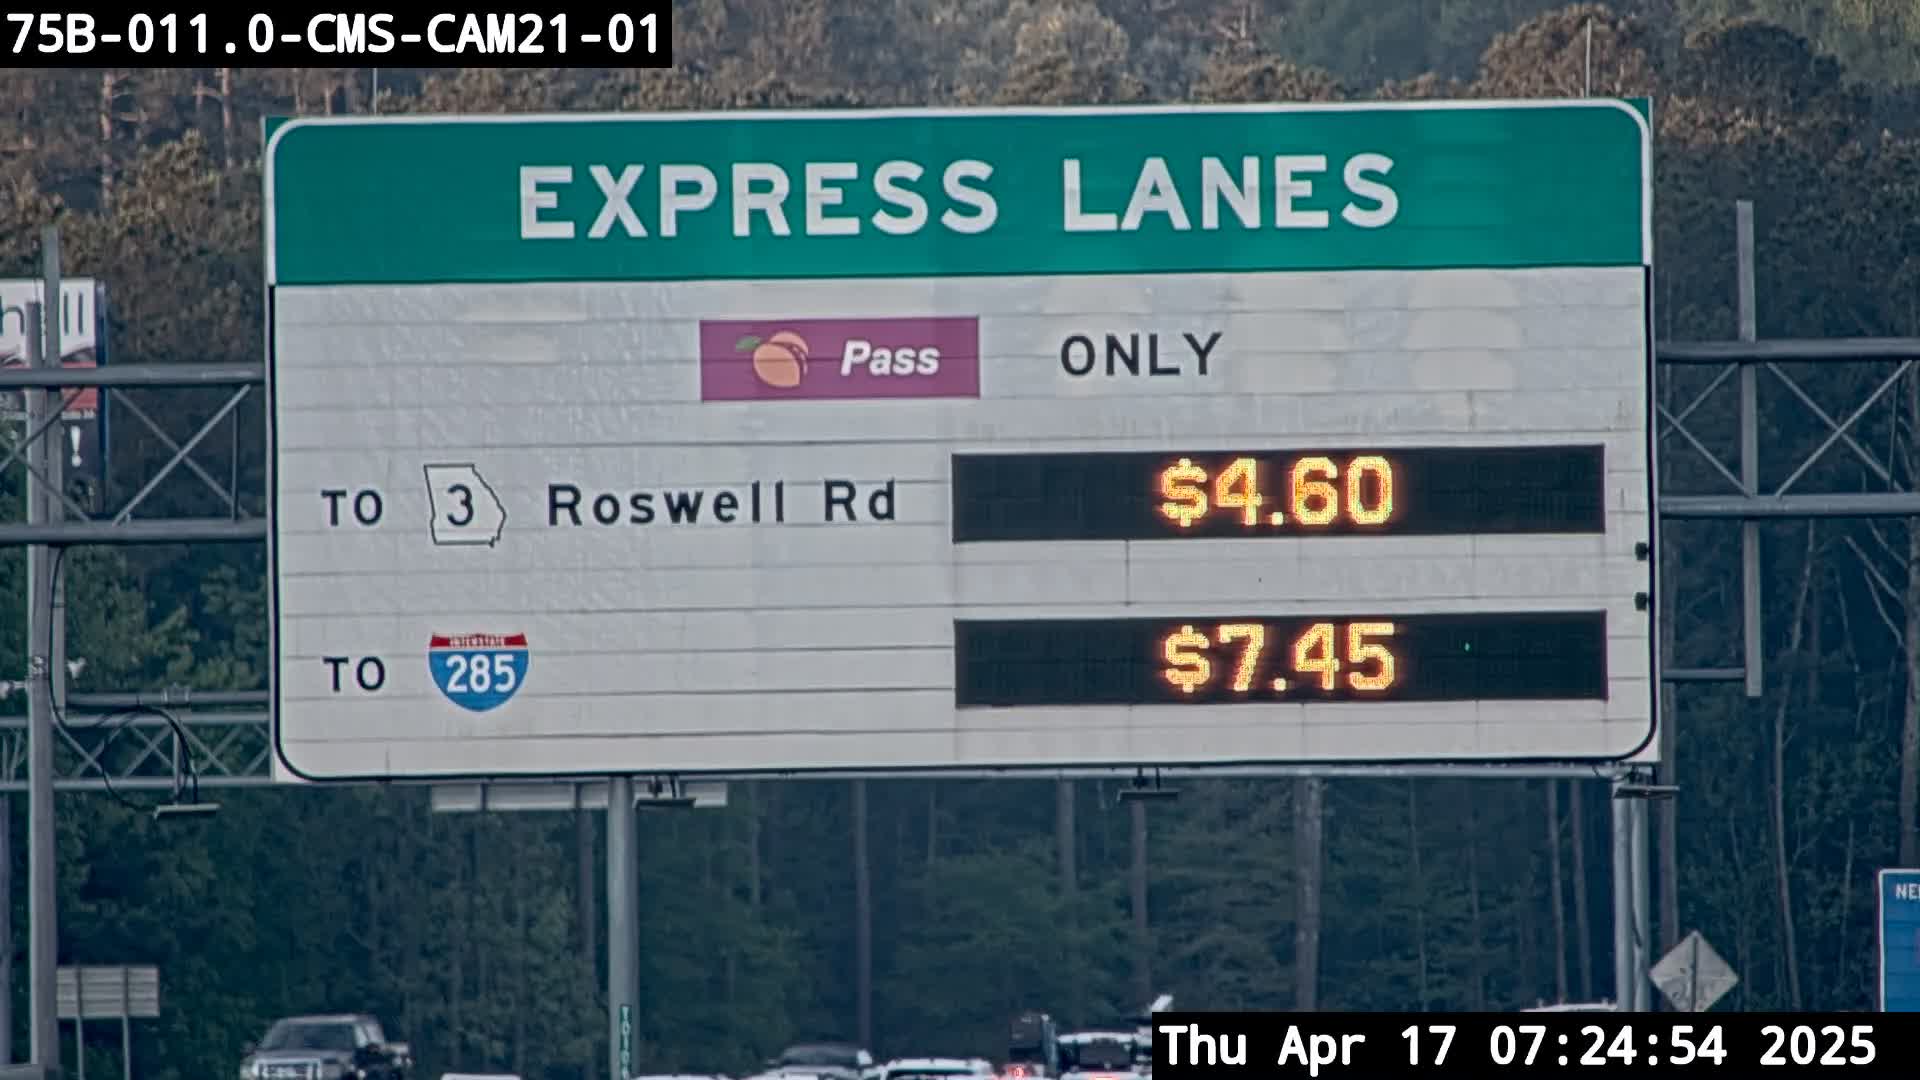 75B-011.0-CMS-CAM21-01
EXPRESS LANES
Pass ONLY
TO 3 Roswell Rd $4.60
TO INTERSTATE 285 $7.45
Thu Apr 17 07:24:54 2025